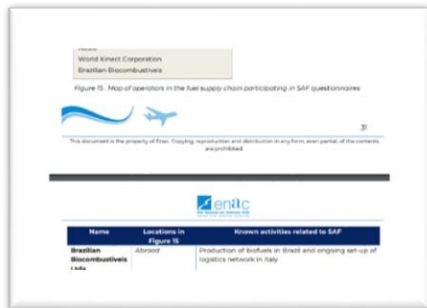 World Kinect Corporation
Brazilian Biocombustiveis
Figure 15. Map of operators in the fuel supply chain participating in SAF questionnaires
31
This document is the property of Enac. Copying, reproduction and distribution in any form, even partial, of the contents
are prohibited.
enac
Name Locations in Figure 15 Known activities related to SAF
Brazilian Abroad Production of biofuels in Brazil and ongoing set-up of
Biocombustiveis logistics network in Italy
Ltda